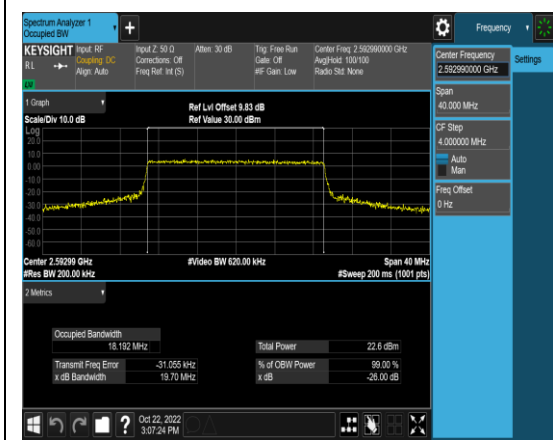 Spectrum Analyzer 1
Occupied BW
+
Frequency
KEYSIGHT
RL
Input: RF
Coupling: DC
Align: Auto
Input Z: 50 Ω
Corrections: Off
Freq Ref: Int (S)
Atten: 30 dB
Trig: Free Run
Gate: Off
#IF Gain: Low
Center Freq: 2.592990000 GHz
Avg|Hold: 100/100
Radio Std: None
Center Frequency
2.592990000 GHz
Settings
Span
40.000 MHz
CF Step
4.000000 MHz
Auto
Man
Freq Offset
0 Hz
1 Graph
Scale/Div 10.0 dB
Ref Lvl Offset 9.83 dB
Ref Value 30.00 dBm
Log
20.0
10.0
0.00
-10.0
-20.0
-30.0
-40.0
-50.0
-60.0
Center 2.59299 GHz
#Res BW 200.00 kHz
#Video BW 620.00 kHz
Span 40 MHz
#Sweep 200 ms (1001 pts)
2 Metrics
Occupied Bandwidth
18.192 MHz
Total Power 22.6 dBm
Transmit Freq Error -31.055 kHz
% of OBW Power 99.00 %
x dB Bandwidth 19.70 MHz
x dB -26.00 dB
?
Oct 22, 2022
3:07:24 PM